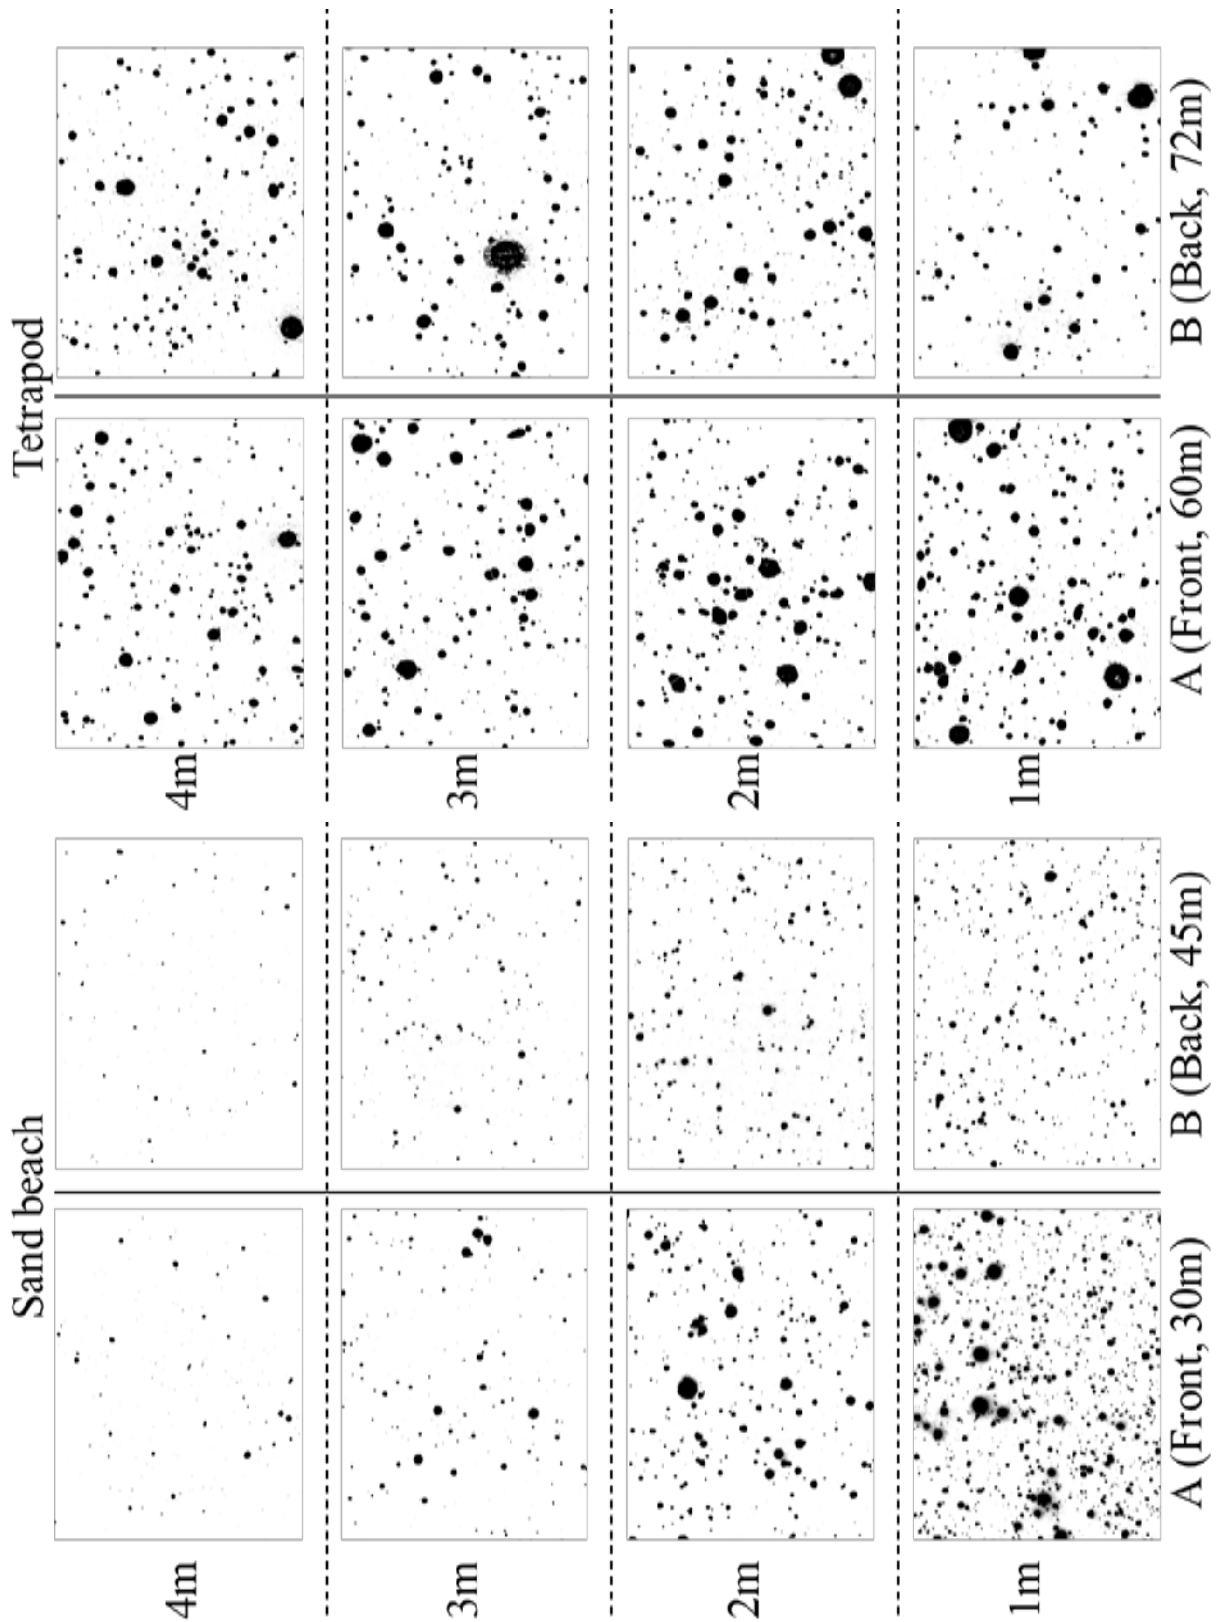 Sand beach
Tetrapod
4m
4m
3m
3m
2m
2m
1m
1m
A (Front, 30m)
B (Back, 45m)
A (Front, 60m)
B (Back, 72m)